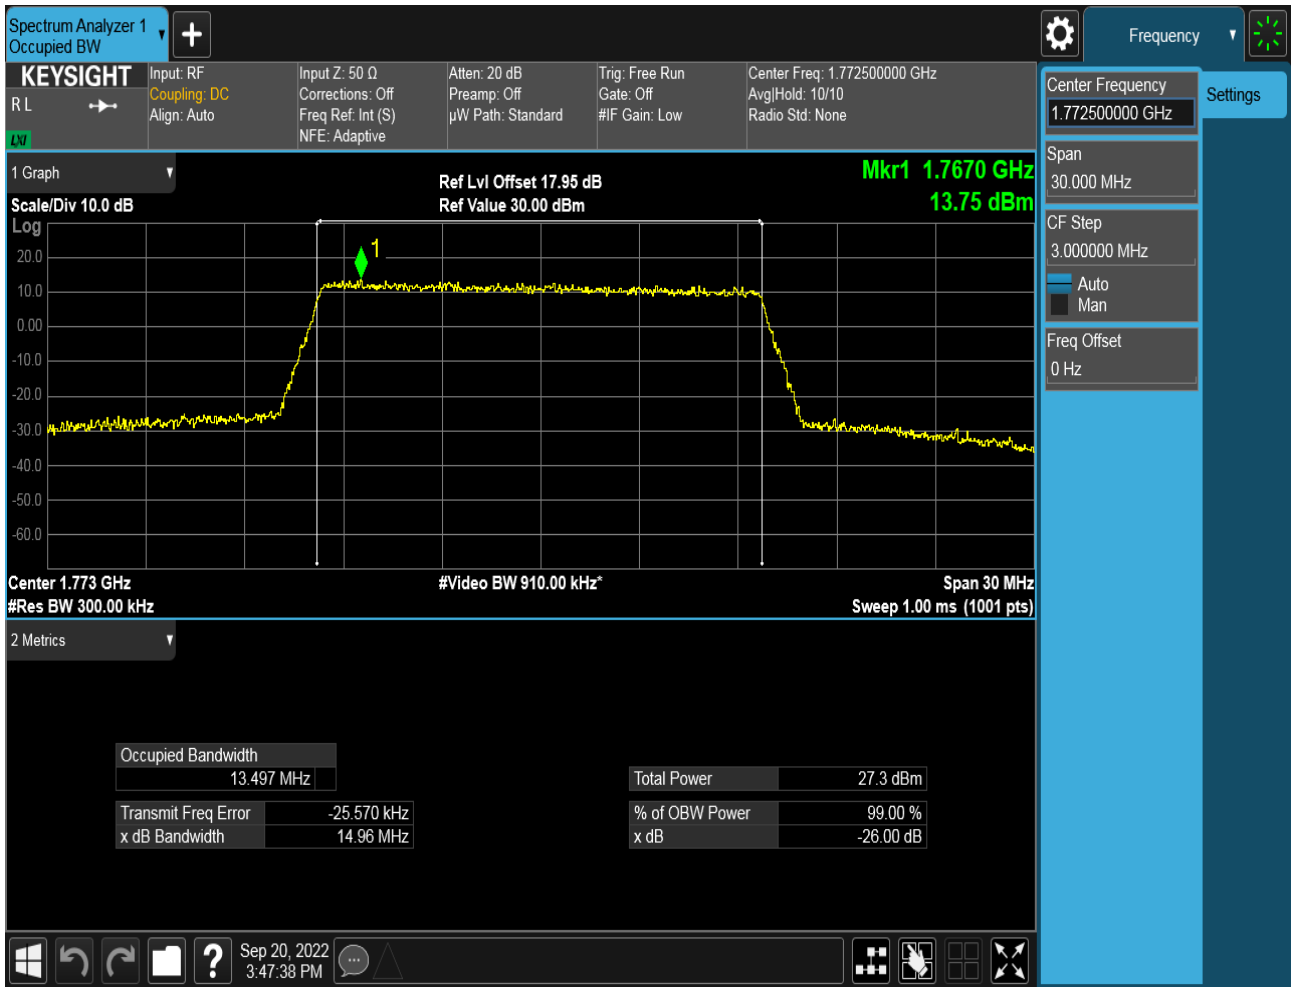 Spectrum Analyzer 1
Occupied BW
Frequency
KEYSIGHT
R L
LXI
Input: RF
Coupling: DC
Align: Auto
Input Z: 50 Ω
Corrections: Off
Freq Ref: Int (S)
NFE: Adaptive
Atten: 20 dB
Preamp: Off
µW Path: Standard
Trig: Free Run
Gate: Off
#IF Gain: Low
Center Freq: 1.772500000 GHz
Avg|Hold: 10/10
Radio Std: None
Center Frequency
1.772500000 GHz
Settings
Span
30.000 MHz
CF Step
3.000000 MHz
Auto
Man
Freq Offset
0 Hz
1 Graph
Ref Lvl Offset 17.95 dB
Mkr1 1.7670 GHz
Scale/Div 10.0 dB
Ref Value 30.00 dBm
13.75 dBm
Log
1
20.0
10.0
0.00
-10.0
-20.0
-30.0
-40.0
-50.0
-60.0
Center 1.773 GHz
#Video BW 910.00 kHz*
Span 30 MHz
#Res BW 300.00 kHz
Sweep 1.00 ms (1001 pts)
2 Metrics
Occupied Bandwidth
13.497 MHz
Total Power 27.3 dBm
Transmit Freq Error -25.570 kHz
% of OBW Power 99.00 %
x dB Bandwidth 14.96 MHz
x dB -26.00 dB
?
Sep 20, 2022
3:47:38 PM